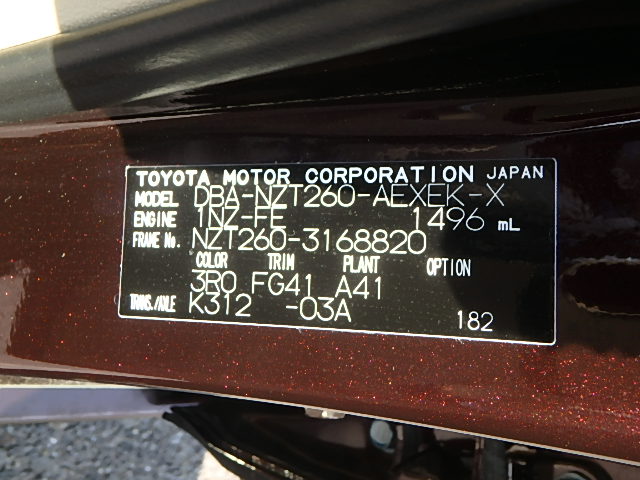 TOYOTA MOTOR CORPORATION JAPAN
MODEL DBA-NZT260-AEXEK-X
ENGINE 1NZ-FE 1496 mL
FRAME No. NZT260-3168820
COLOR TRIM PLANT OPTION
3R0 FG41 A41
TRANS./AXLE K312 -03A
182